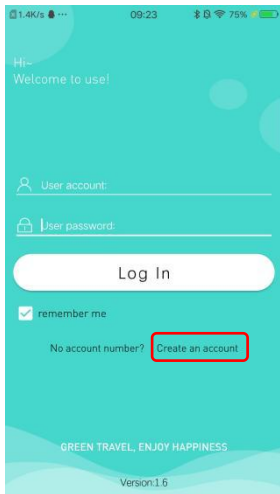 1.4K/s ... 09:23 75%
Hi~
Welcome to use!
User account:
User password:
Log In
remember me
No account number? Create an account
GREEN TRAVEL, ENJOY HAPPINESS
Version:1.6